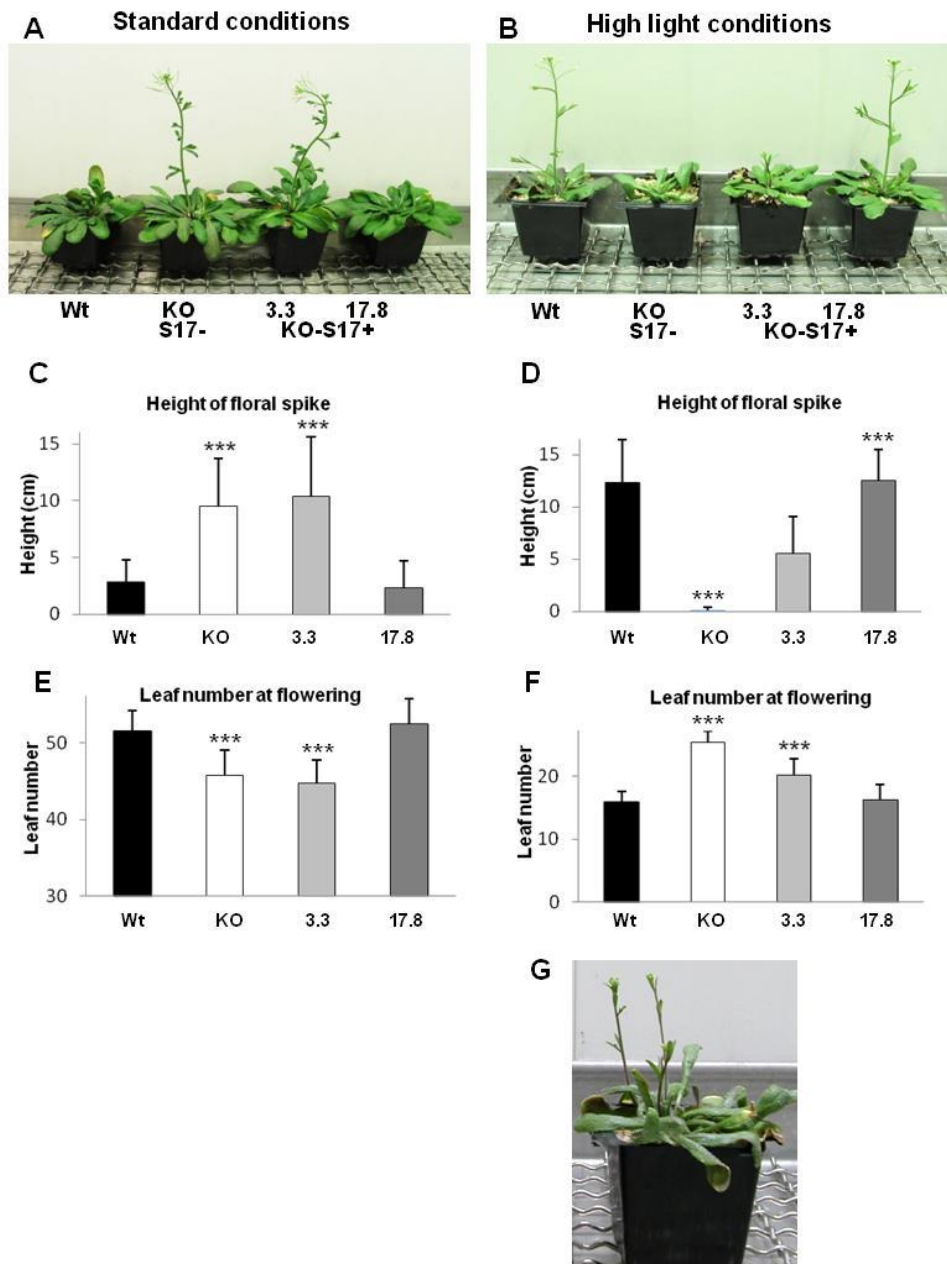 A Standard conditions
B High light conditions
Wt KO 3.3 17.8
S17- KO-S17+
Wt KO 3.3 17.8
S17- KO-S17+
C
Height of floral spike
Height (cm)
15
10
5
0
*** ***
Wt KO 3.3 17.8
D
Height of floral spike
Height (cm)
15
10
5
0
*** ***
Wt KO 3.3 17.8
E
Leaf number at flowering
Leaf number
50
40
30
*** ***
Wt KO 3.3 17.8
F
Leaf number at flowering
Leaf number
20
10
0
*** ***
Wt KO 3.3 17.8
G